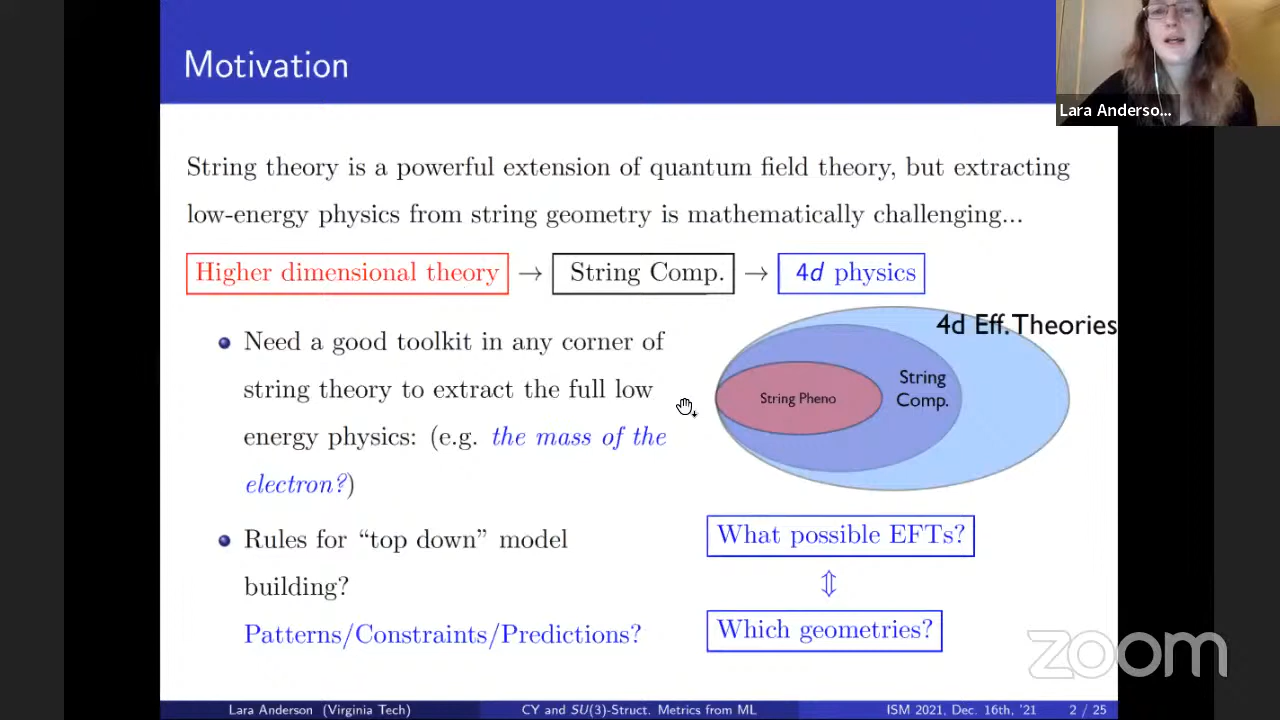 Motivation
Lara Anderso...
String theory is a powerful extension of quantum field theory, but extracting
low-energy physics from string geometry is mathematically challenging...
Higher dimensional theory → String Comp. → 4d physics
Need a good toolkit in any corner of
string theory to extract the full low
energy physics: (e.g. the mass of the
electron?)
Rules for “top down” model
building?
Patterns/Constraints/Predictions?
4d Eff.Theories
String
Comp.
String Pheno
What possible EFTs?
⇕
Which geometries?
zoom
Lara Anderson (Virginia Tech) CY and SU(3)-Struct. Metrics from ML ISM 2021, Dec. 16th, '21 2 / 25